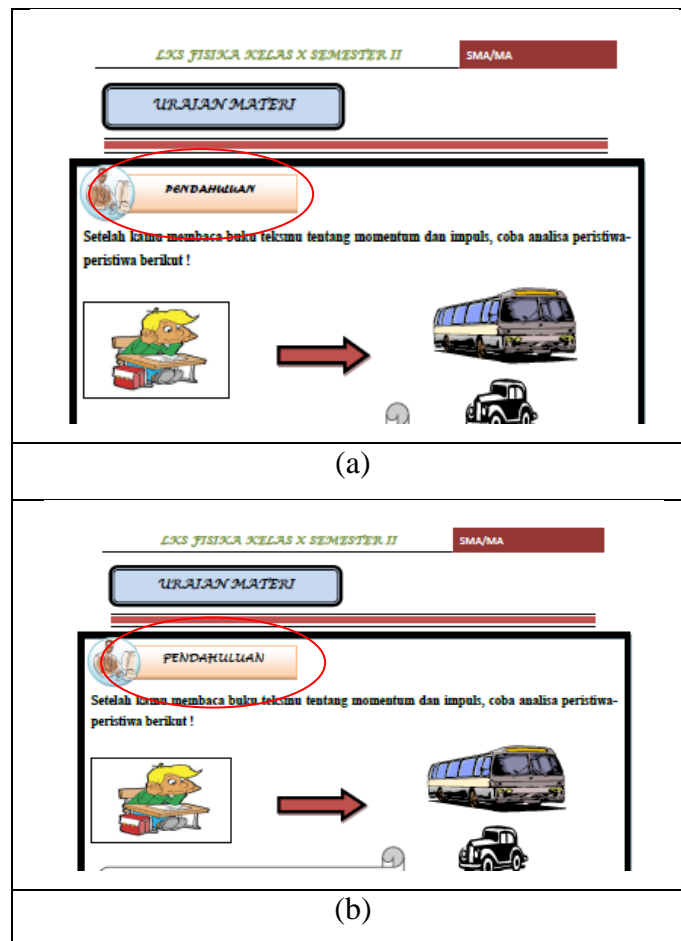 LKS FISIKA KELAS X SEMESTER II SMA/MA
URAIAN MATERI
PENDAHULUAN
Setelah kamu membaca buku teksmu tentang momentum dan impuls, coba analisa peristiwa-
peristiwa berikut !
(a)
LKS FISIKA KELAS X SEMESTER II SMA/MA
URAIAN MATERI
PENDAHULUAN
Setelah kamu membaca buku teksmu tentang momentum dan impuls, coba analisa peristiwa-
peristiwa berikut !
(b)